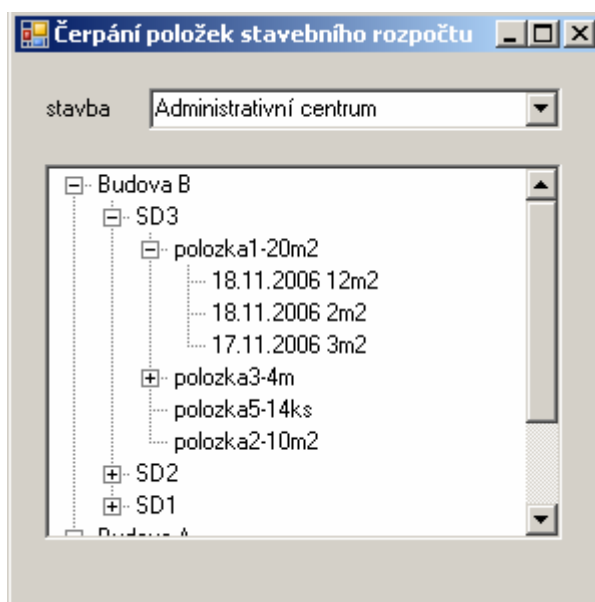 Čerpání položek stavebního rozpočtu
stavba Administrativní centrum
Budova B
SD3
polozka1-20m2
18.11.2006 12m2
18.11.2006 2m2
17.11.2006 3m2
polozka3-4m
polozka5-14ks
polozka2-10m2
SD2
SD1
Budova A